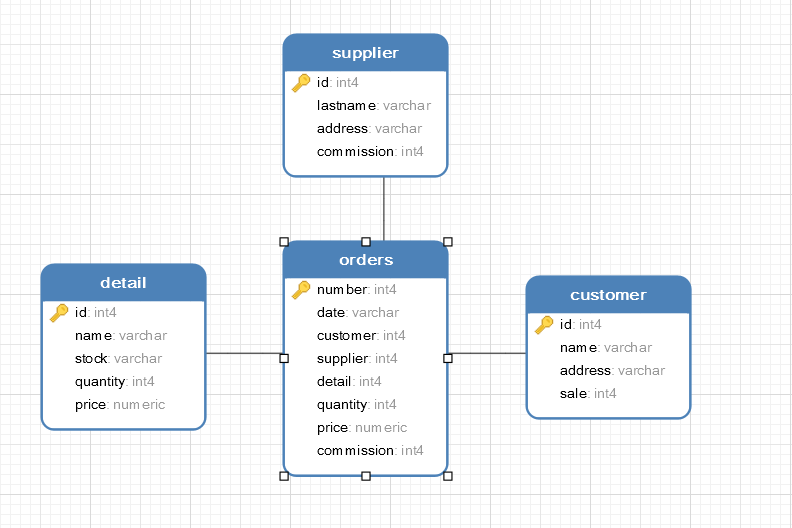 supplier
id: int4
lastname: varchar
address: varchar
commission: int4
orders
number: int4
date: varchar
customer: int4
supplier: int4
detail: int4
quantity: int4
price: numeric
commission: int4
detail
id: int4
name: varchar
stock: varchar
quantity: int4
price: numeric
customer
id: int4
name: varchar
address: varchar
sale: int4